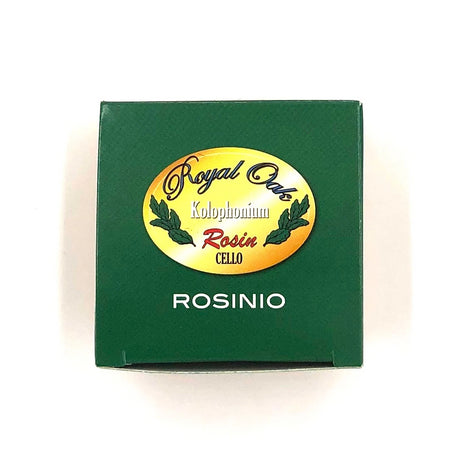 Royal Oak
Kolophonium
Rosin
CELLO
ROSINIO